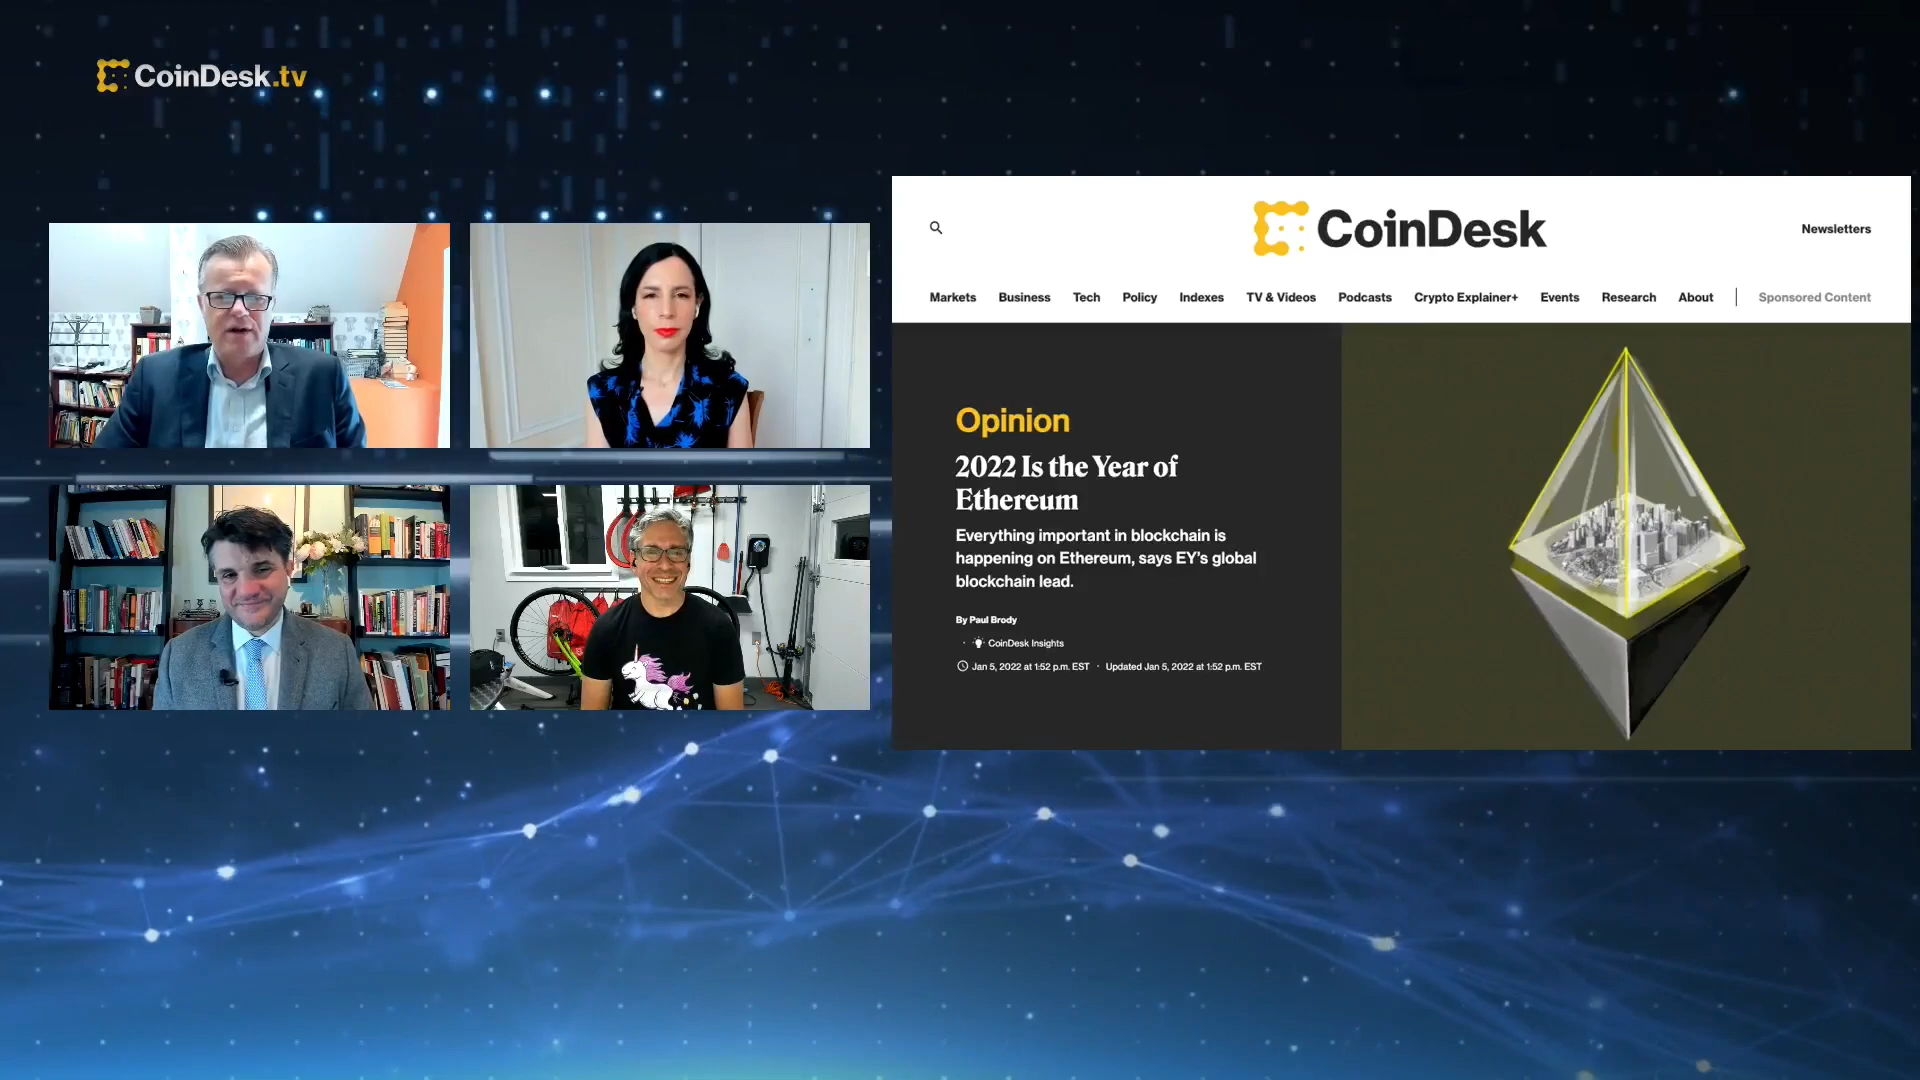 CoinDesk.tv
CoinDesk
Newsletters
Markets Business Tech Policy Indexes TV & Videos Podcasts Crypto Explainer+ Events Research About Sponsored Content
Opinion
2022 Is the Year of
Ethereum
Everything important in blockchain is
happening on Ethereum, says EY's global
blockchain lead.
By Paul Brody
· CoinDesk Insights
Jan 5, 2022 at 1:52 p.m. EST · Updated Jan 5, 2022 at 1:52 p.m. EST